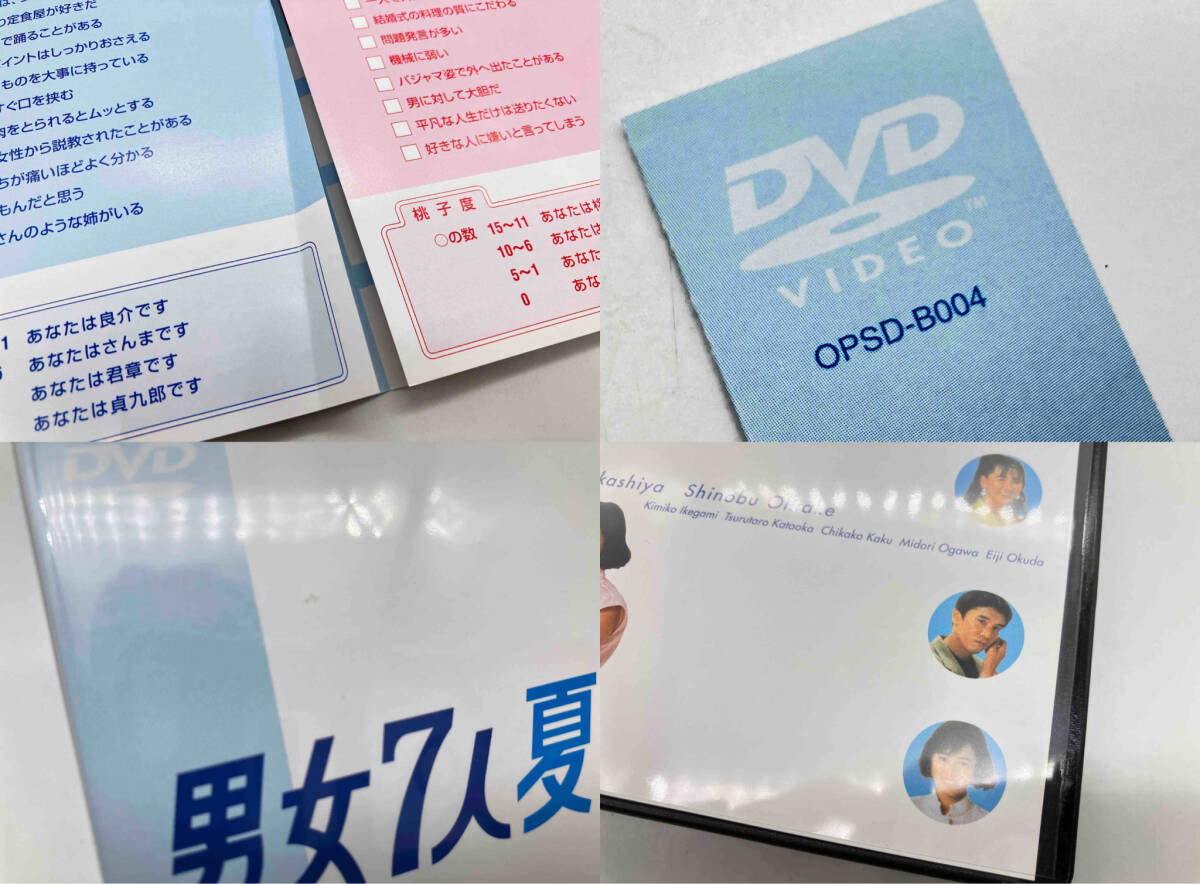 っ定食屋が好きだ
で踊ることがある
イントはしっかりおさえる
ものを大事に持っている
すぐ口を挟む
をとられるとムッとする
女性から説教されたことがある
ちが痛いほどよく分かる
もんだと思う
さんのような姉がいる
1 あなたは良介です
あなたはさんまです
あなたは君章です
あなたは貞九郎です
結婚式の料理の質にこだわる
問題発言が多い
機械に弱い
パジャマ姿で外へ出たことがある
男に対して大胆だ
平凡な人生だけは送りたくない
好きな人に嫌いと言ってしまう
桃子度
○の数 15〜11 あなたは桃
10〜6 あなたは
5〜1 あなた
0 あな
DVD
VIDEO
TM
OPSD-B004
DVD
男女7人夏
kashiya Shinobu
Kimiko Ikegami Tsurutaro Kataoka Chikako Kaku Midori Ogawa Eiji Okuda